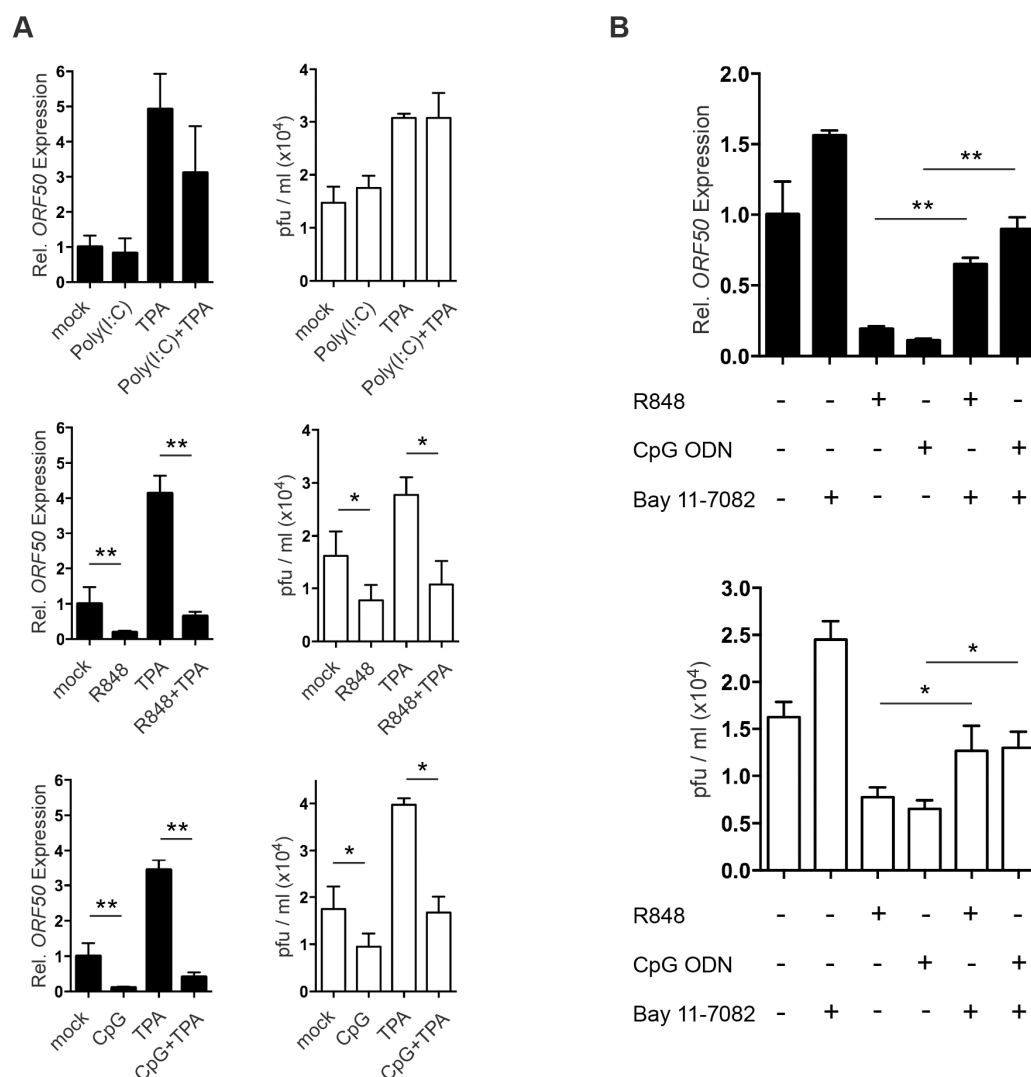 A
B
Rel. ORF50 Expression
6
5
4
3
2
1
0
mock
Poly(I:C)
TPA
Poly(I:C)+TPA
pfu / ml (x10⁴)
4
3
2
1
0
mock
Poly(I:C)
TPA
Poly(I:C)+TPA
Rel. ORF50 Expression
6
5
4
3
2
1
0
**
**
mock
R848
TPA
R848+TPA
pfu / ml (x10⁴)
4
3
2
1
0
*
*
mock
R848
TPA
R848+TPA
Rel. ORF50 Expression
6
5
4
3
2
1
0
**
**
mock
CpG
TPA
CpG+TPA
pfu / ml (x10⁴)
4
3
2
1
0
*
*
mock
CpG
TPA
CpG+TPA
Rel. ORF50 Expression
2.0
1.5
1.0
0.5
0.0
**
**
R848 - - + - + -
CpG ODN - - - + - +
Bay 11-7082 - + - - + +
pfu / ml (x10⁴)
3.0
2.5
2.0
1.5
1.0
0.5
0.0
*
*
R848 - - + - + -
CpG ODN - - - + - +
Bay 11-7082 - + - - + +